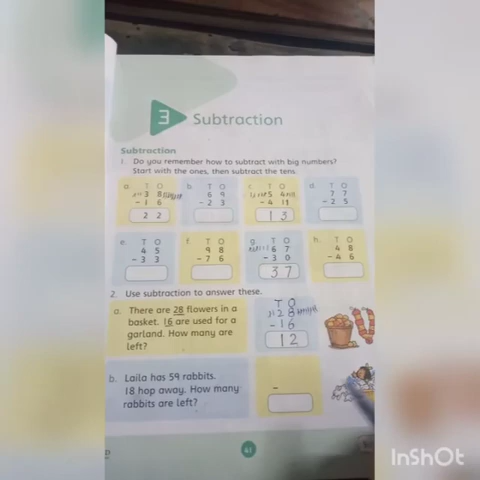 3 Subtraction
Subtraction
1. Do you remember how to subtract with big numbers?
Start with the ones, then subtract the tens.
a. T O b. T O c. T O d. T O
3 8 6 9 5 4 7 7
- 1 6 - 2 3 - 4 1 - 2 5
2 2 1 3
e. T O f. T O g. T O h. T O
4 5 9 8 6 7 4 8
- 3 3 - 7 6 - 3 0 - 4 6
3 7
2. Use subtraction to answer these.
a. There are 28 flowers in a
basket. 16 are used for a
garland. How many are
left?
T O
2 8
- 1 6
1 2
b. Laila has 59 rabbits.
18 hop away. How many
rabbits are left?
-
41
InShOt